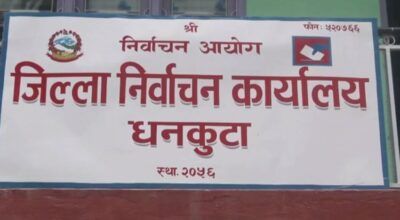 श्री
फोन: ५२०७६६
निर्वाचन आयोग
जिल्ला निर्वाचन कार्यालय
धनकुटा
स्था. २०५६